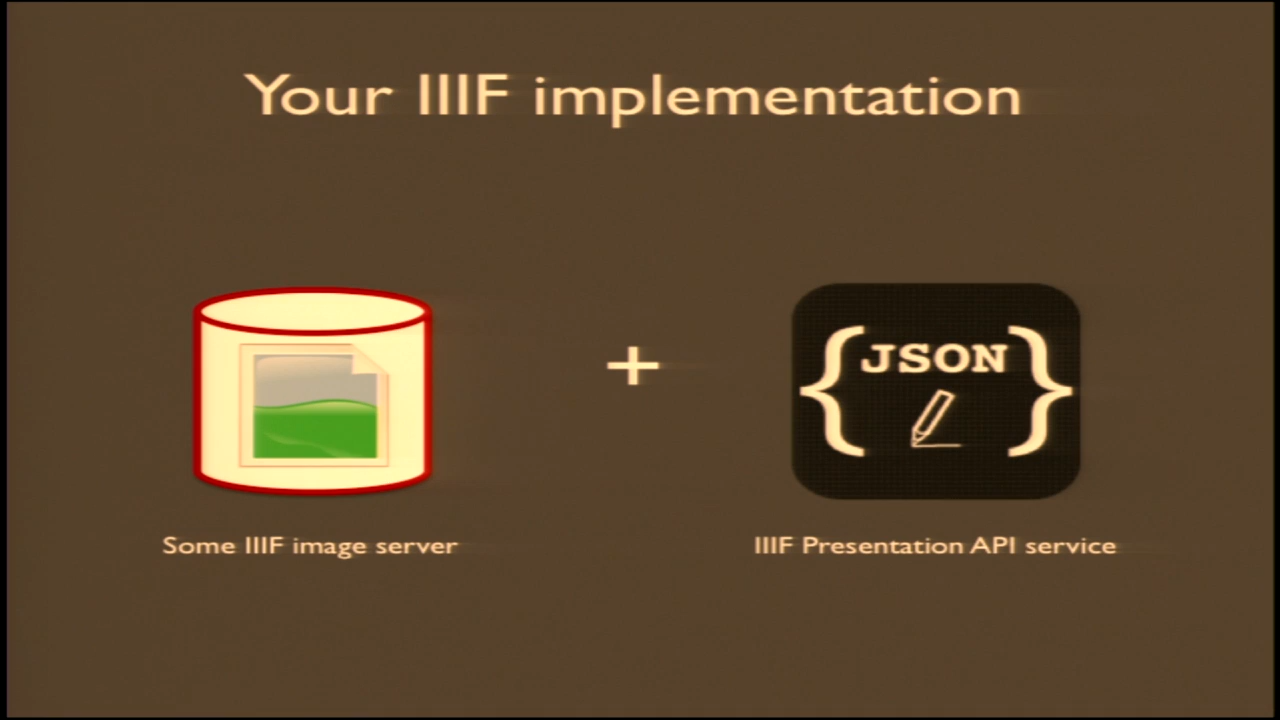 Your IIIF implementation
+
{JSON}
Some IIIF image server
IIIF Presentation API service